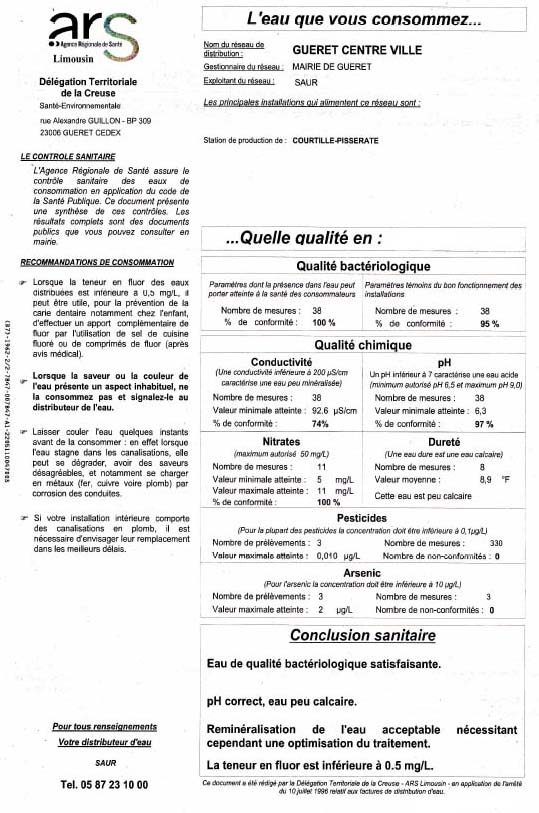 ars
Agence Régionale de Santé
Limousin
Délégation Territoriale
de la Creuse
Santé-Environnementale
rue Alexandre GUILLON - BP 309
23006 GUERET CEDEX
LE CONTROLE SANITAIRE
L'Agence Régionale de Santé assure le
contrôle sanitaire des eaux de
consommation en application du code de
la Santé Publique. Ce document présente
une synthèse de ces contrôles. Les
résultats complets sont des documents
publics que vous pouvez consulter en
mairie.
RECOMMANDATIONS DE CONSOMMATION
☞ Lorsque la teneur en fluor des eaux
distribuées est inférieure à 0,5 mg/L, il
peut être utile, pour la prévention de la
carie dentaire notamment chez l'enfant,
d'effectuer un apport complémentaire de
fluor par l'utilisation de sel de cuisine
fluoré ou de comprimés de fluor (après
avis médical).
☞ Lorsque la saveur ou la couleur de
l'eau présente un aspect inhabituel, ne
la consommez pas et signalez-le au
distributeur de l'eau.
☞ Laisser couler l'eau quelques instants
avant de la consommer : en effet lorsque
l'eau stagne dans les canalisations, elle
peut se dégrader, avoir des saveurs
désagréables, et notamment se charger
en métaux (fer, cuivre voire plomb) par
corrosion des conduites.
☞ Si votre installation intérieure comporte
des canalisations en plomb, il est
nécessaire d'envisager leur remplacement
dans les meilleurs délais.
Pour tous renseignements
Votre distributeur d'eau
SAUR
Tel. 05 87 23 10 00
L'eau que vous consommez...
Nom du réseau de
distribution : GUERET CENTRE VILLE
Gestionnaire du réseau : MAIRIE DE GUERET
Exploitant du réseau : SAUR
Les principales installations qui alimentent ce réseau sont :
Station de production de : COURTILLE-PISSERATE
...Quelle qualité en :
Qualité bactériologique
Paramètres dont la présence dans l'eau peut
porter atteinte à la santé des consommateurs
Nombre de mesures : 38
% de conformité : 100 %
Paramètres témoins du bon fonctionnement des
installations
Nombre de mesures : 38
% de conformité : 95 %
Qualité chimique
Conductivité
(Une conductivité inférieure à 200 µS/cm
caractérise une eau peu minéralisée)
Nombre de mesures : 38
Valeur minimale atteinte : 92.6 µS/cm
% de conformité : 74%
pH
Un pH inférieur à 7 caractérise une eau acide
(minimum autorisé pH 6,5 et maximum pH 9,0)
Nombre de mesures : 38
Valeur minimale atteinte : 6,3
% de conformité : 97 %
Nitrates
(maximum autorisé 50 mg/L)
Nombre de mesures : 11
Valeur minimale atteinte : 5 mg/L
Valeur maximale atteinte : 11 mg/L
% de conformité : 100 %
Dureté
(Une eau dure est une eau calcaire)
Nombre de mesures : 8
Valeur moyenne : 8,9 °F
Cette eau est peu calcaire
Pesticides
(Pour la plupart des pesticides la concentration doit être inférieure à 0,1µg/L)
Nombre de prélèvements : 3 Nombre de mesures : 330
Valeur maximale atteinte : 0,010 µg/L Nombre de non-conformités : 0
Arsenic
(Pour l'arsenic la concentration doit être inférieure à 10 µg/L)
Nombre de prélèvements : 3 Nombre de mesures : 3
Valeur maximale atteinte : 2 µg/L Nombre de non-conformités : 0
Conclusion sanitaire
Eau de qualité bactériologique satisfaisante.
pH correct, eau peu calcaire.
Reminéralisation de l'eau acceptable nécessitant
cependant une optimisation du traitement.
La teneur en fluor est inférieure à 0.5 mg/L.
Ce document a été rédigé par la Délégation Territoriale de la Creuse - ARS Limousin - en application de l'arrêté
du 10 juillet 1996 relatif aux factures de distribution d'eau.